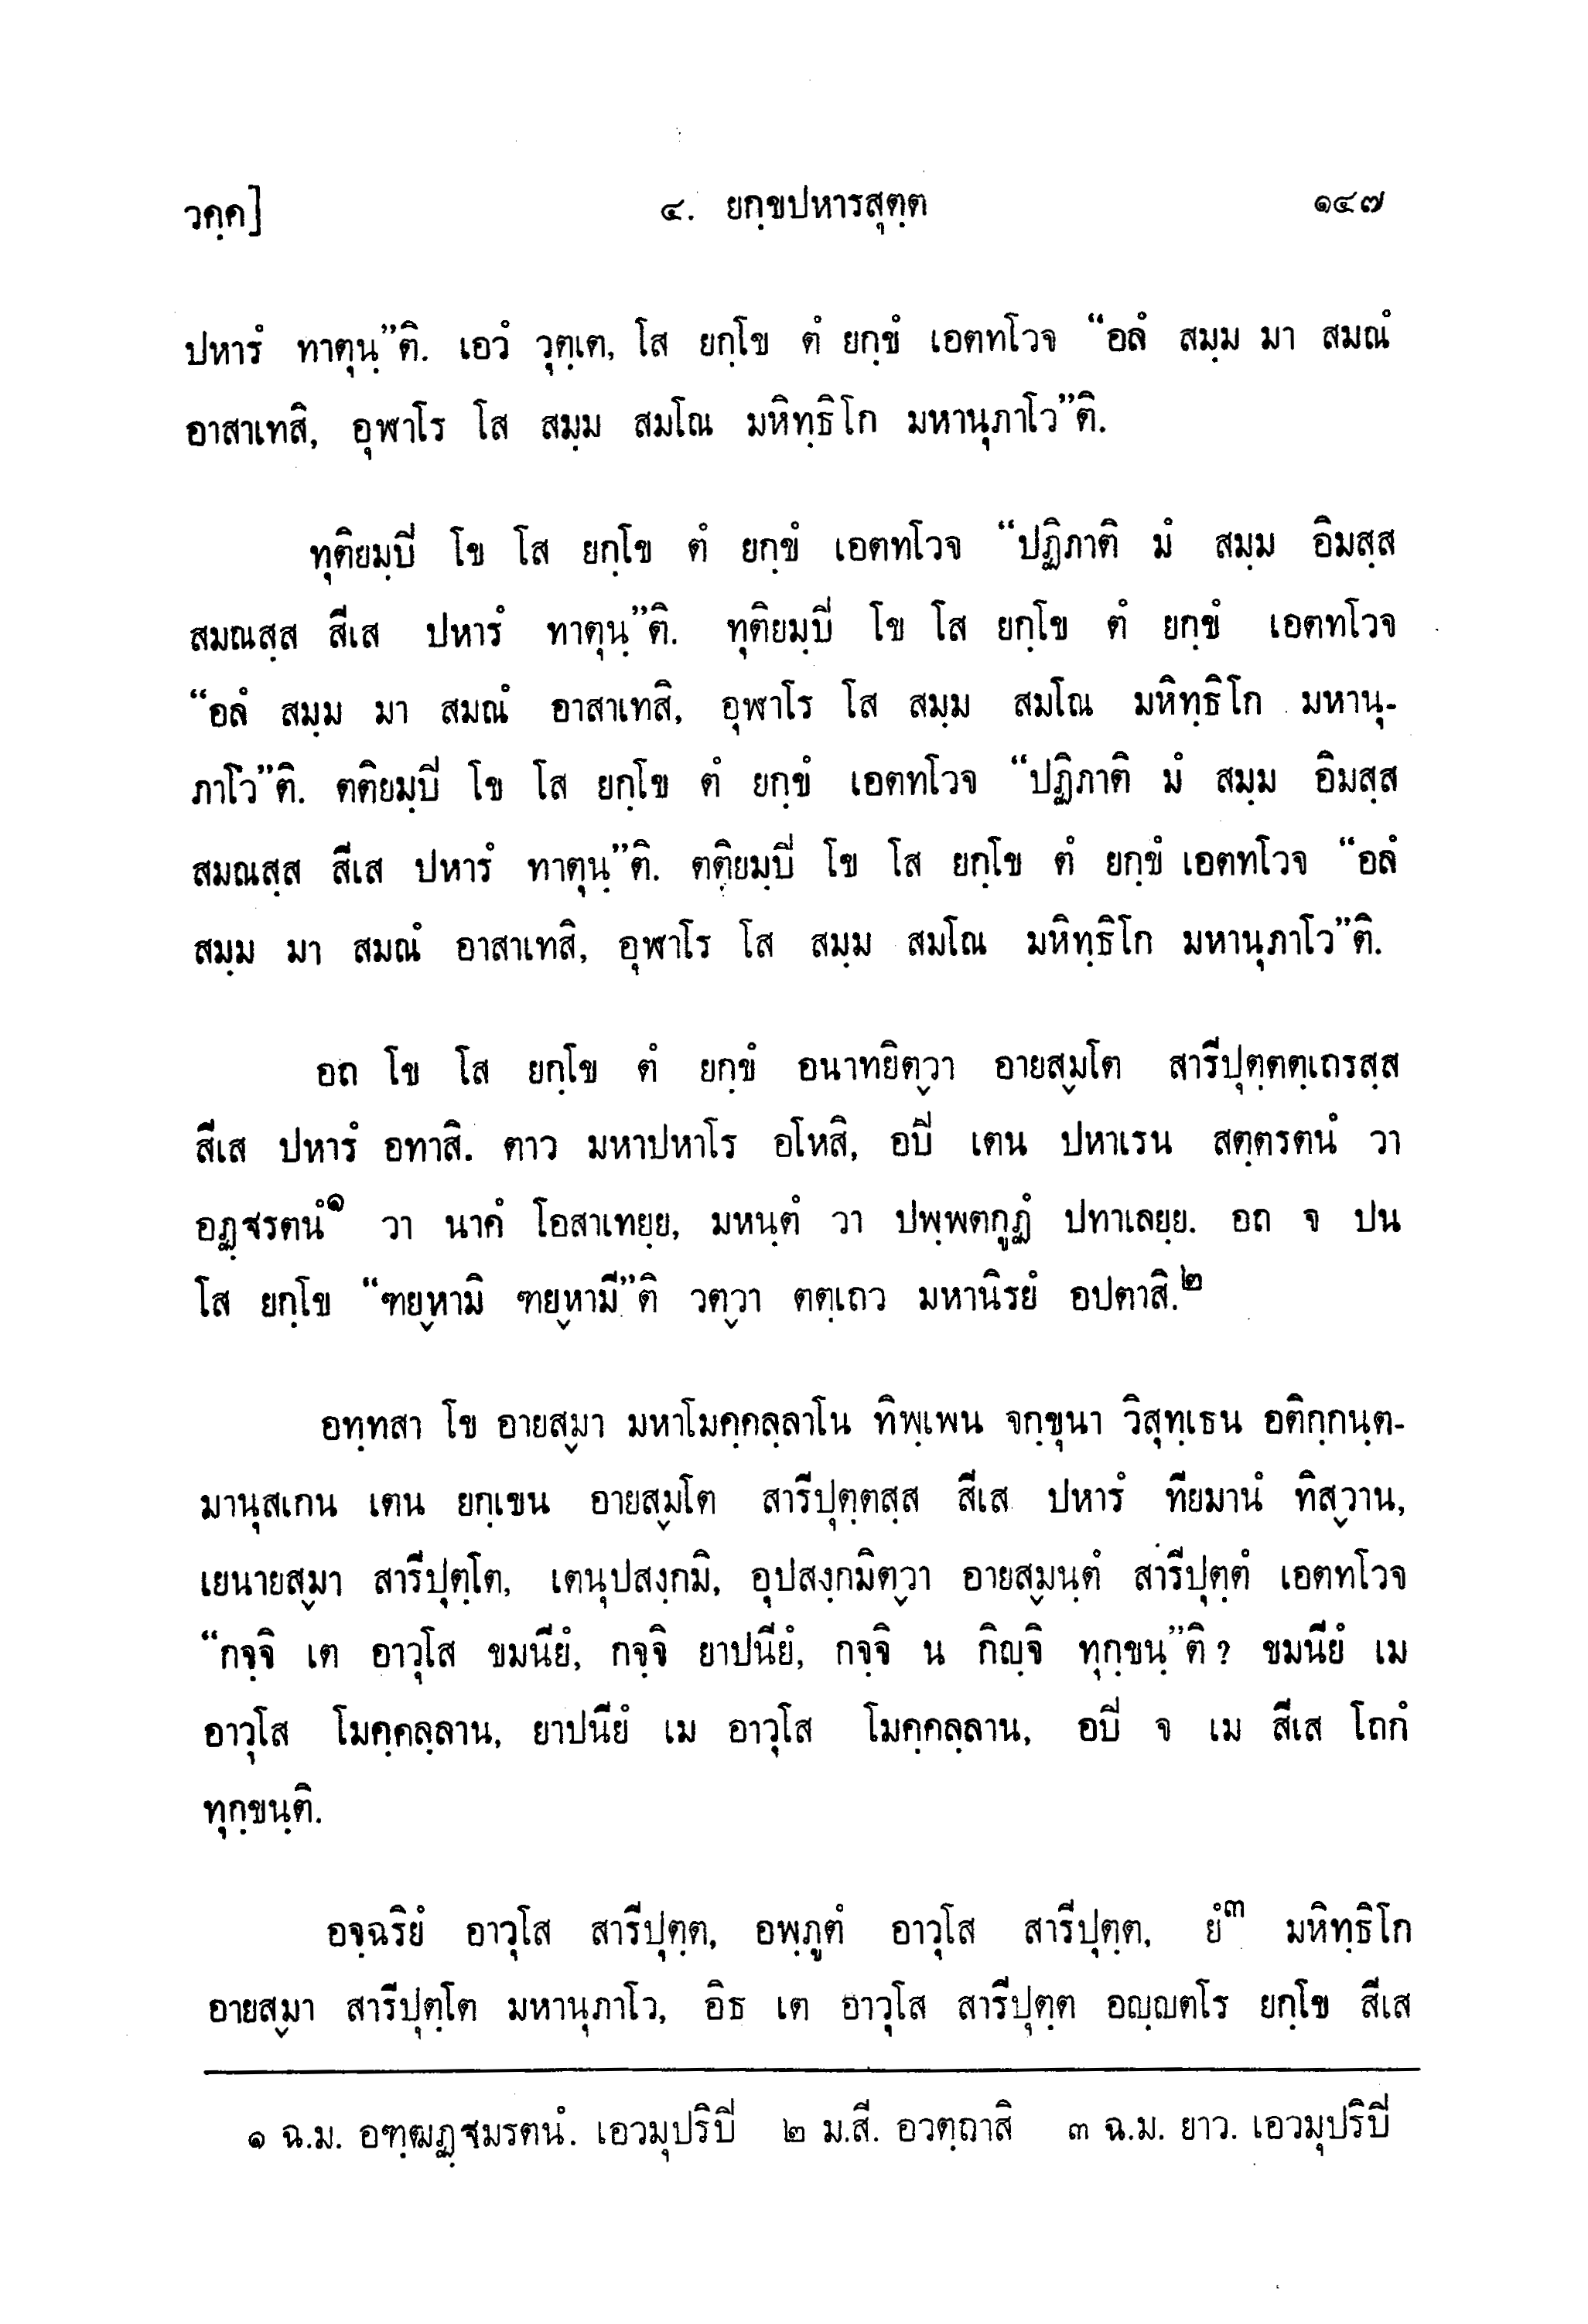 วคฺค]	๔. ยกฺขปหารสุตฺต	๑๔๗
ปหารํ ทาตุนฺ”ติ. เอวํ วุตฺเต, โส ยกฺโข ตํ ยกฺขํ เอตทโวจ “อลํ สมฺม มา สมณํ
อาสาเทสิ, อุฬาโร โส สมฺม สมโณ มหิทฺธิโก มหานุภาโว”ติ.
ทุติยมฺปิ โข โส ยกฺโข ตํ ยกฺขํ เอตทโวจ “ปฏิภาติ มํ สมฺม อิมสฺส
สมณสฺส สีเส ปหารํ ทาตุนฺ”ติ. ทุติยมฺปิ โข โส ยกฺโข ตํ ยกฺขํ เอตทโวจ
“อลํ สมฺม มา สมณํ อาสาเทสิ, อุฬาโร โส สมฺม สมโณ มหิทฺธิโก มหานุ-
ภาโว”ติ. ตติยมฺปิ โข โส ยกฺโข ตํ ยกฺขํ เอตทโวจ “ปฏิภาติ มํ สมฺม อิมสฺส
สมณสฺส สีเส ปหารํ ทาตุนฺ”ติ. ตติยมฺปิ โข โส ยกฺโข ตํ ยกฺขํ เอตทโวจ “อลํ
สมฺม มา สมณํ อาสาเทสิ, อุฬาโร โส สมฺม สมโณ มหิทฺธิโก มหานุภาโว”ติ.
อถ โข โส ยกฺโข ตํ ยกฺขํ อนาทยิตฺวา อายสฺมโต สารีปุตฺตตฺเถรสฺส
สีเส ปหารํ อทาสิ. ตาว มหาปหาโร อโหสิ, อปิ เตน ปหาเรน สตฺตรตนํ วา
อฏฺฐรตนํ๑ วา นาคํ โอสาเทยฺย, มหนฺตํ วา ปพฺพตกูฏํ ปทาเลยฺย. อถ จ ปน
โส ยกฺโข “ฑยฺหามิ ฑยฺหามี”ติ วตฺวา ตตฺเถว มหานิรยํ อปตาสิ.๒
อทฺทสา โข อายสฺมา มหาโมคฺคลฺลาโน ทิพฺเพน จกฺขุนา วิสุทฺเธน อติกฺกนฺต-
มานุสเกน เตน ยกฺเขน อายสฺมโต สารีปุตฺตสฺส สีเส ปหารํ ทียมานํ ทิสฺวาน,
เยนายสฺมา สารีปุตฺโต, เตนุปสงฺกมิ, อุปสงฺกมิตฺวา อายสฺมนฺตํ สารีปุตฺตํ เอตทโวจ
“กจฺจิ เต อาวุโส ขมนียํ, กจฺจิ ยาปนียํ, กจฺจิ น กิญฺจิ ทุกฺขนฺ”ติ? ขมนียํ เม
อาวุโส โมคฺคลฺลาน, ยาปนียํ เม อาวุโส โมคฺคลฺลาน, อปิ จ เม สีเส โถกํ
ทุกฺขนฺติ.
อจฺฉริยํ อาวุโส สารีปุตฺต, อพฺภูตํ อาวุโส สารีปุตฺต, ยํ๓ มหิทฺธิโก
อายสฺมา สารีปุตฺโต มหานุภาโว, อิธ เต อาวุโส สารีปุตฺต อญฺญตโร ยกฺโข สีเส
๑ ฉ.ม. อฑฺฒฏฺฐมรตนํ. เอวมุปริปิ ๒ ม.สี. อวตฺถาสิ ๓ ฉ.ม. ยาว. เอวมุปริปิ